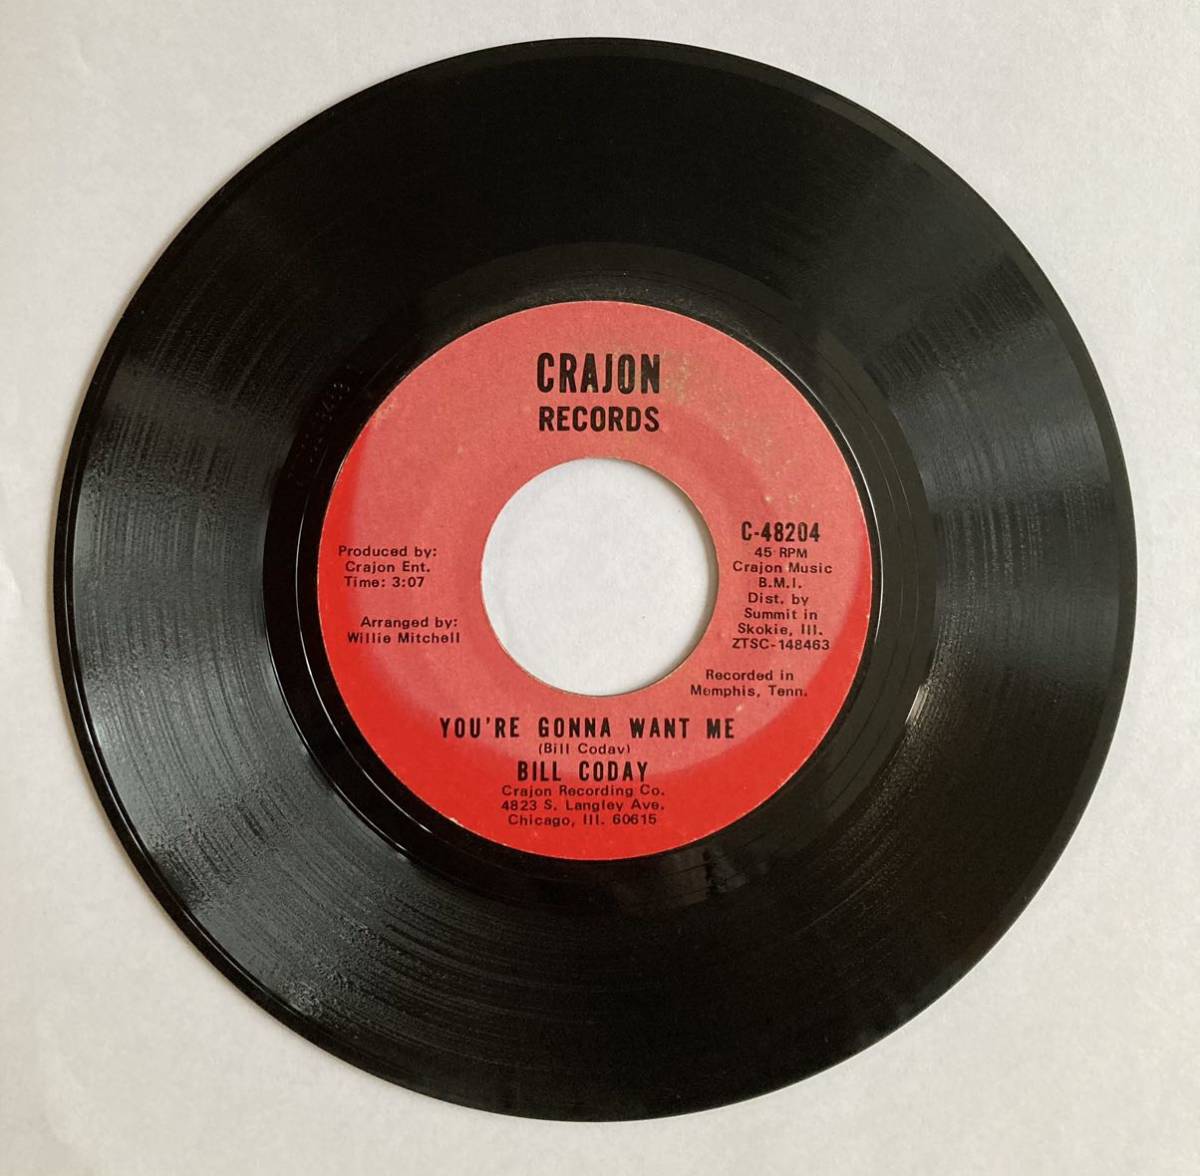 CRAJON
RECORDS
Produced by:
Crajon Ent.
Time: 3:07
Arranged by:
Willie Mitchell
C-48204
45 RPM
Crajon Music
B.M.I.
Dist. by
Summit in
Skokie, Ill.
ZTSC-148463
Recorded in
Memphis, Tenn.
YOU'RE GONNA WANT ME
(Bill Coday)
BILL CODAY
Crajon Recording Co.
4823 S. Langley Ave.
Chicago, Ill. 60615